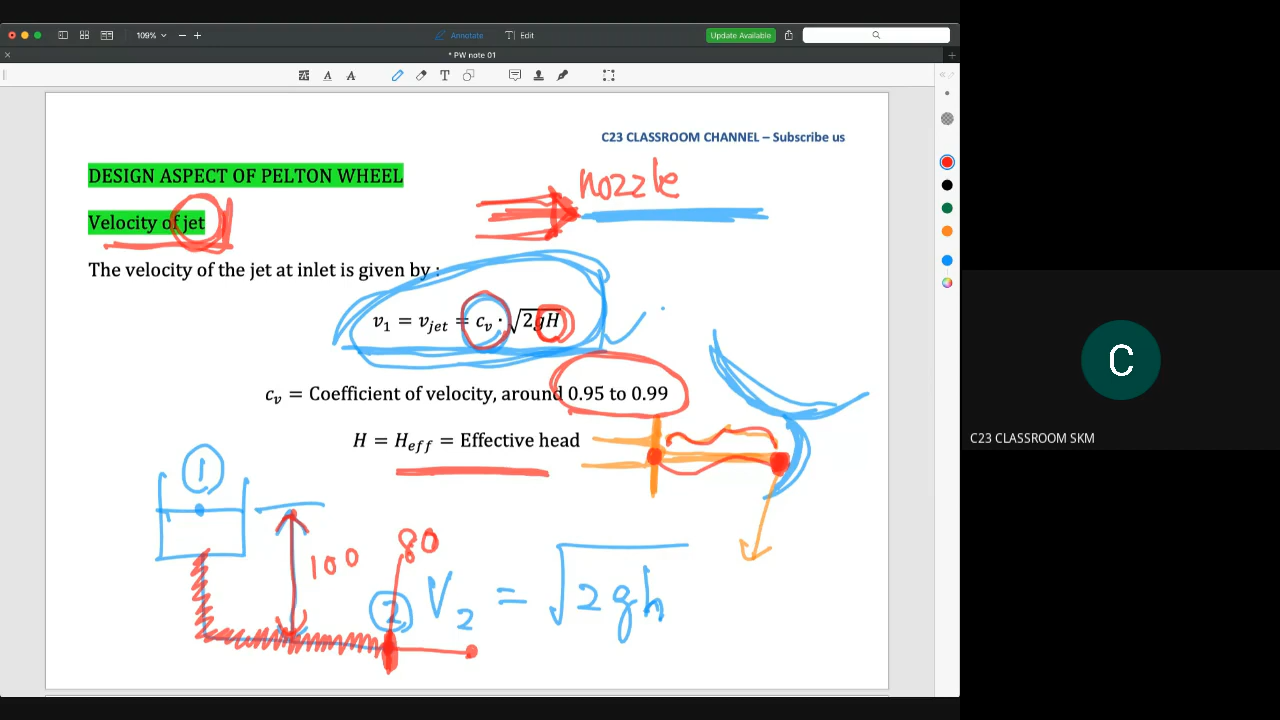 109%
Annotate
Edit
Update Available
* PW note 01
C23 CLASSROOM CHANNEL – Subscribe us
DESIGN ASPECT OF PELTON WHEEL
nozzle
Velocity of jet
The velocity of the jet at inlet is given by :
v₁ = v_jet = c_v · √2gH
c_v = Coefficient of velocity, around 0.95 to 0.99
H = H_eff = Effective head
1
100
80
2
V₂ = √2gh
C
C23 CLASSROOM SKM